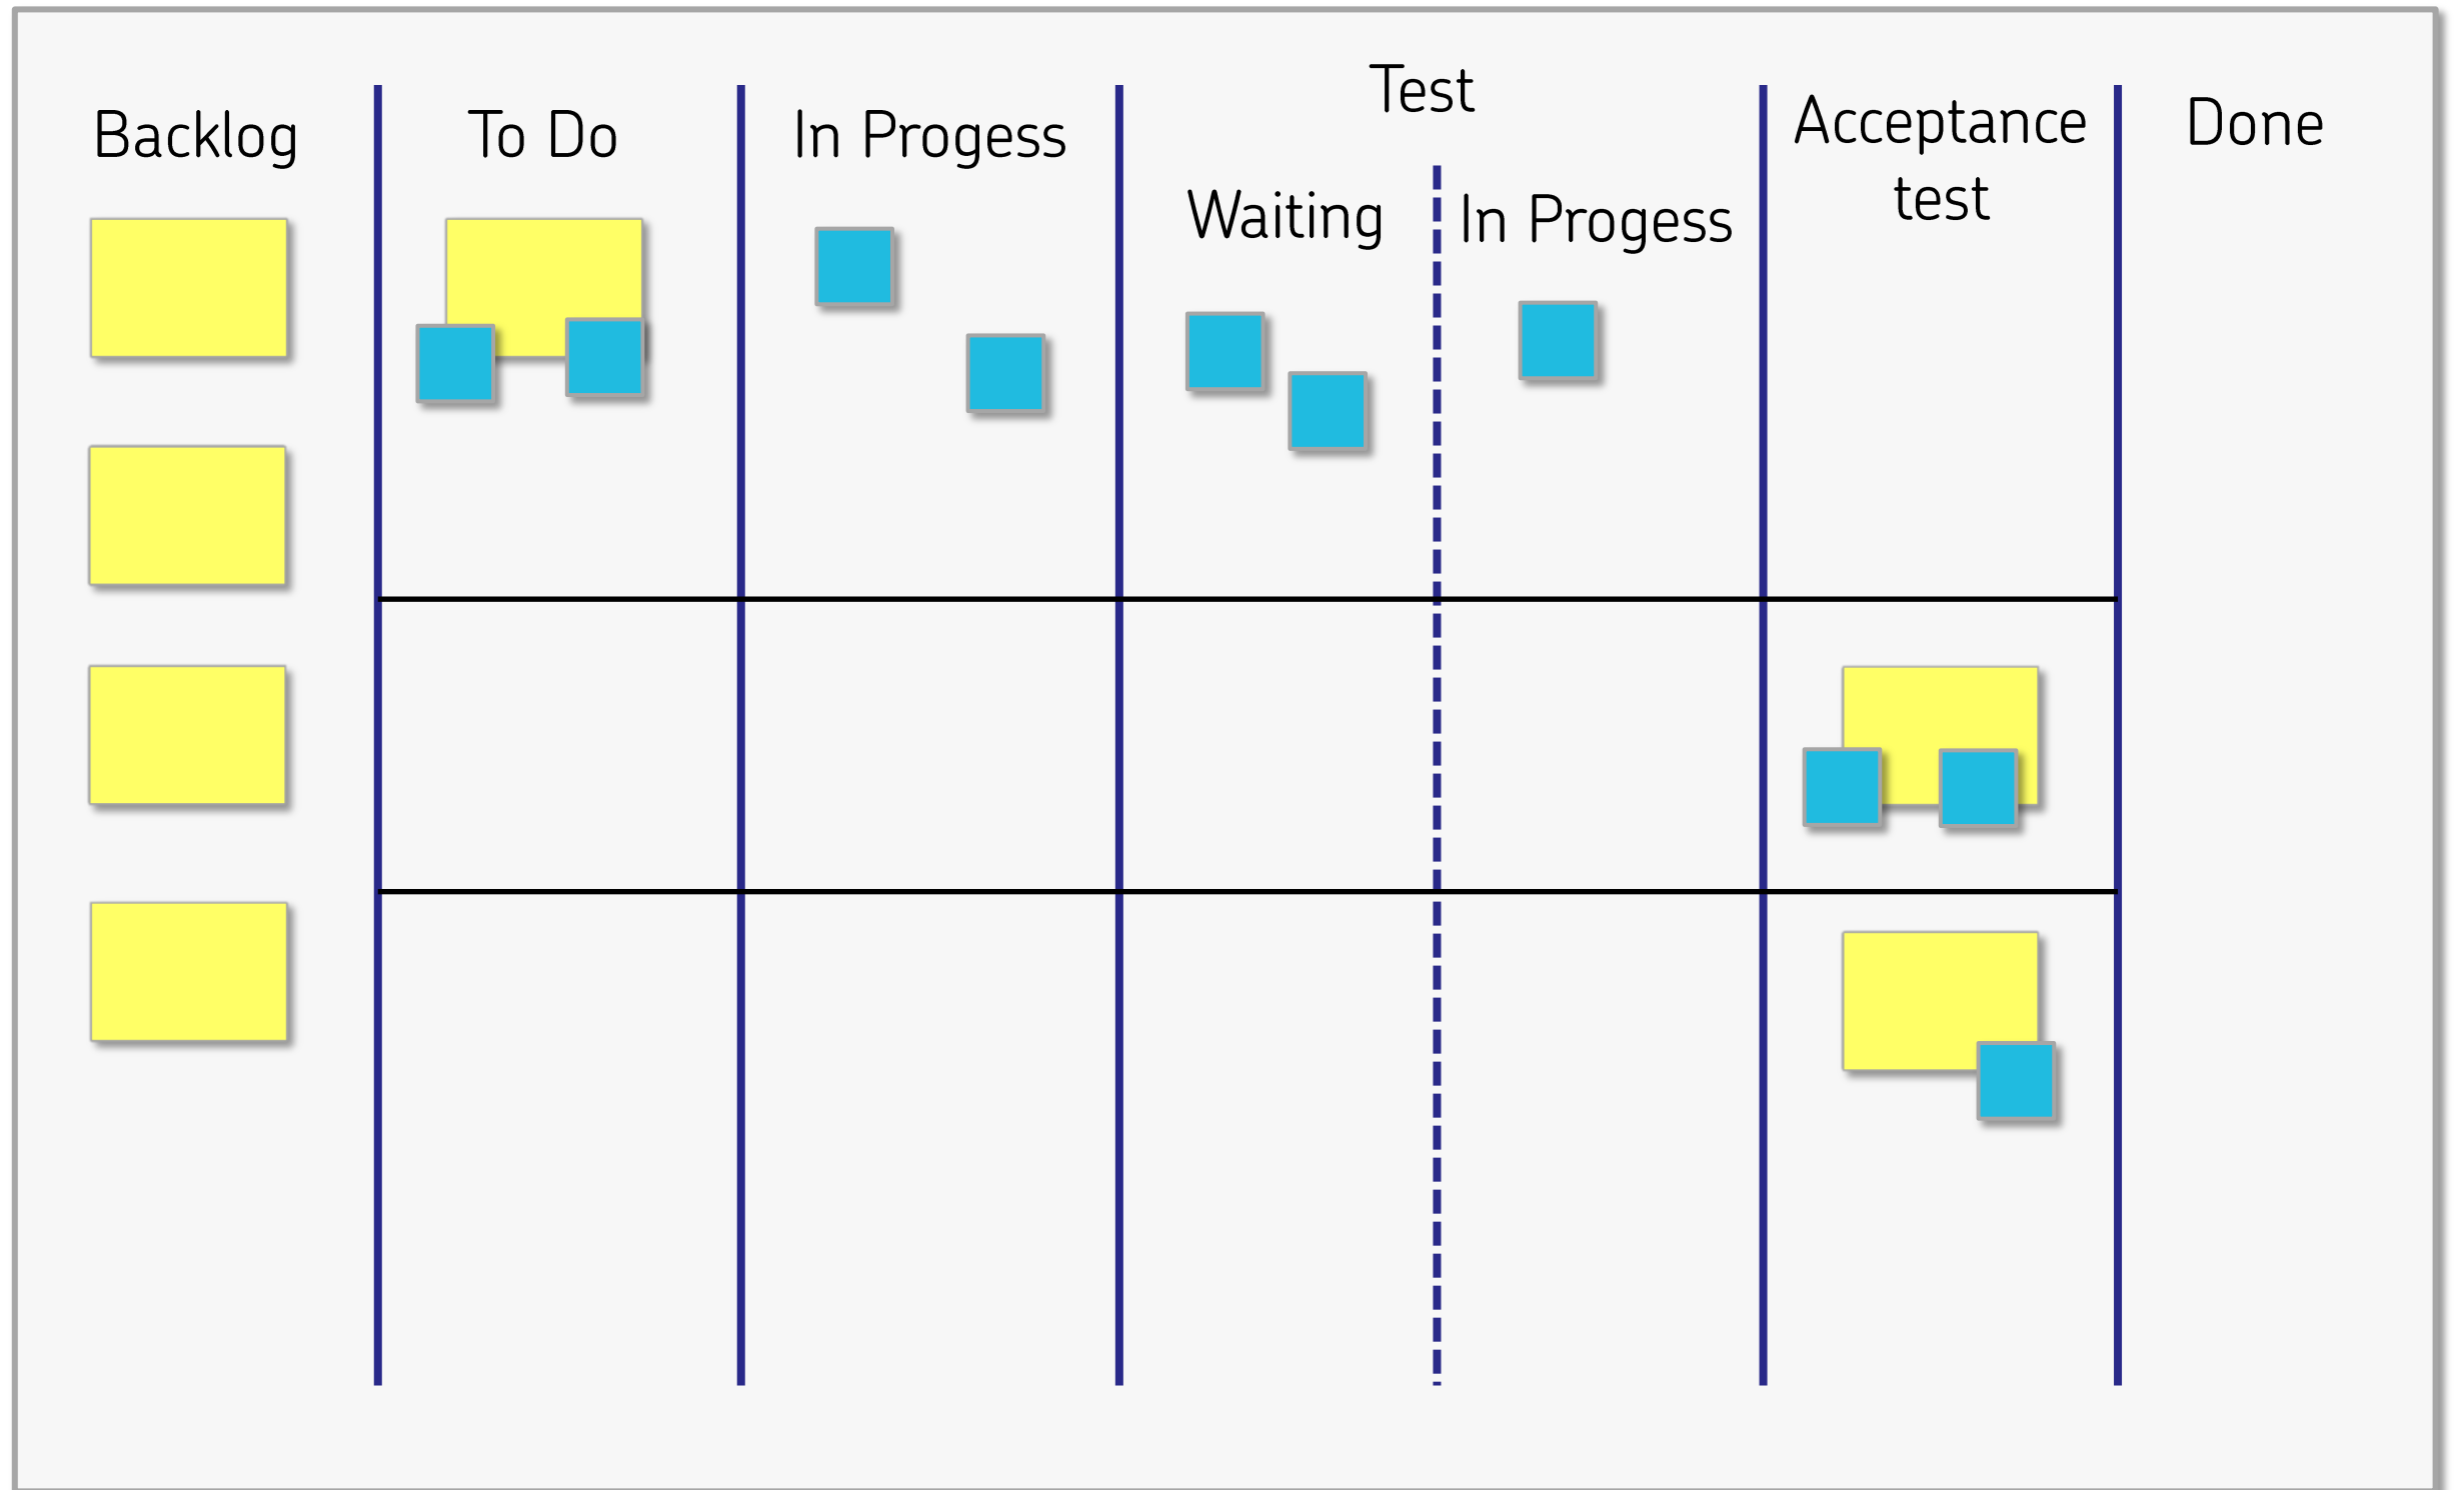 Backlog
To Do
In Progess
Test
Waiting
In Progess
Acceptance
test
Done